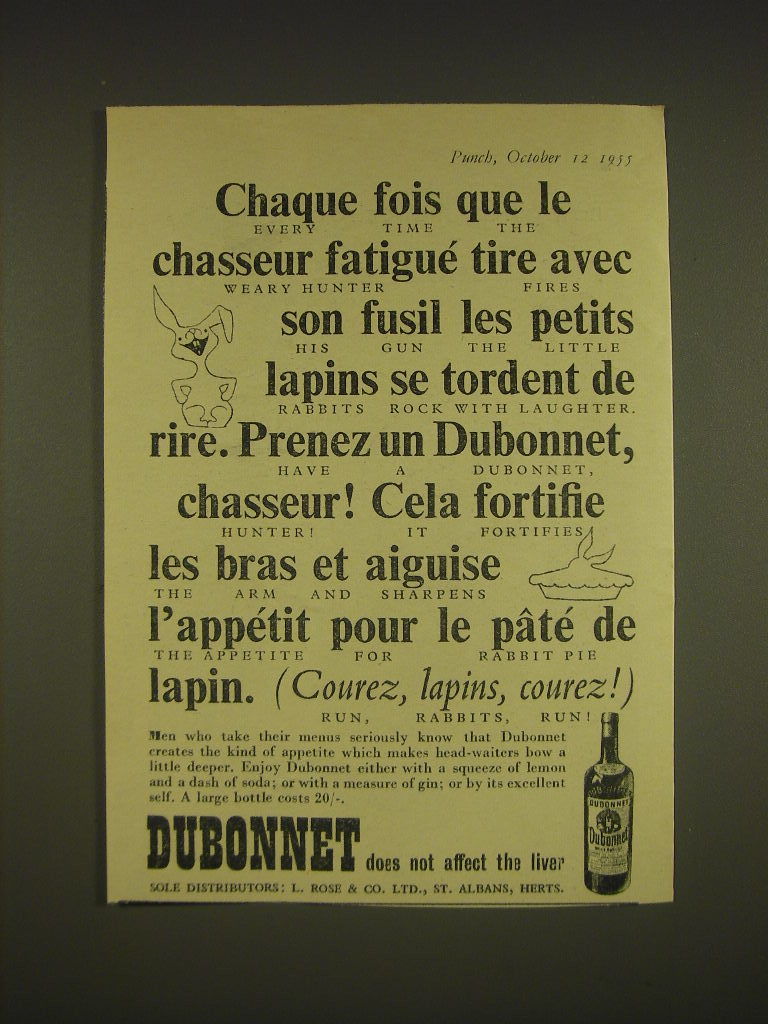 Punch, October 12 1955
Chaque fois que le
EVERY TIME THE
chasseur fatigué tire avec
WEARY HUNTER FIRES
son fusil les petits
HIS GUN THE LITTLE
lapins se tordent de
RABBITS ROCK WITH LAUGHTER.
rire. Prenez un Dubonnet,
HAVE A DUBONNET,
chasseur! Cela fortifie
HUNTER! IT FORTIFIES
les bras et aiguise
THE ARM AND SHARPENS
l'appétit pour le pâté de
THE APPETITE FOR RABBIT PIE
lapin. (Courez, lapins, courez!)
RUN, RABBITS, RUN!
Men who take their menus seriously know that Dubonnet
creates the kind of appetite which makes head-waiters bow a
little deeper. Enjoy Dubonnet either with a squeeze of lemon
and a dash of soda; or with a measure of gin; or by its excellent
self. A large bottle costs 20/-.
DUBONNET
Dubonnet
DUBONNET does not affect the liver
SOLE DISTRIBUTORS: L. ROSE & CO. LTD., ST. ALBANS, HERTS.